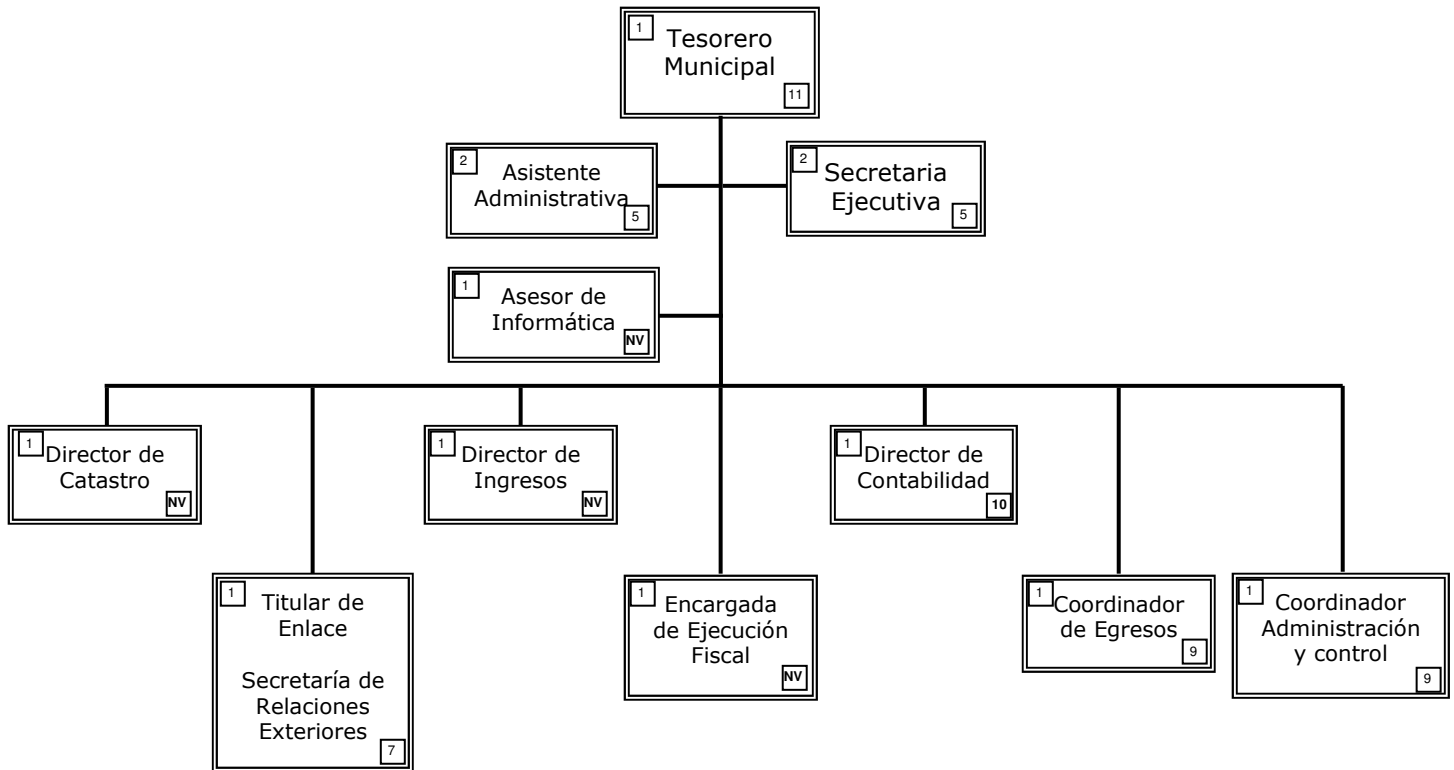 1
Tesorero
Municipal
11
2
Asistente
Administrativa
5
2
Secretaria
Ejecutiva
5
1
Asesor de
Informática
NV
1
Director de
Catastro
NV
1
Director de
Ingresos
NV
1
Director de
Contabilidad
10
1
Titular de
Enlace
Secretaría de
Relaciones
Exteriores
7
1
Encargada
de Ejecución
Fiscal
NV
1
Coordinador
de Egresos
9
1
Coordinador
Administración
y control
9